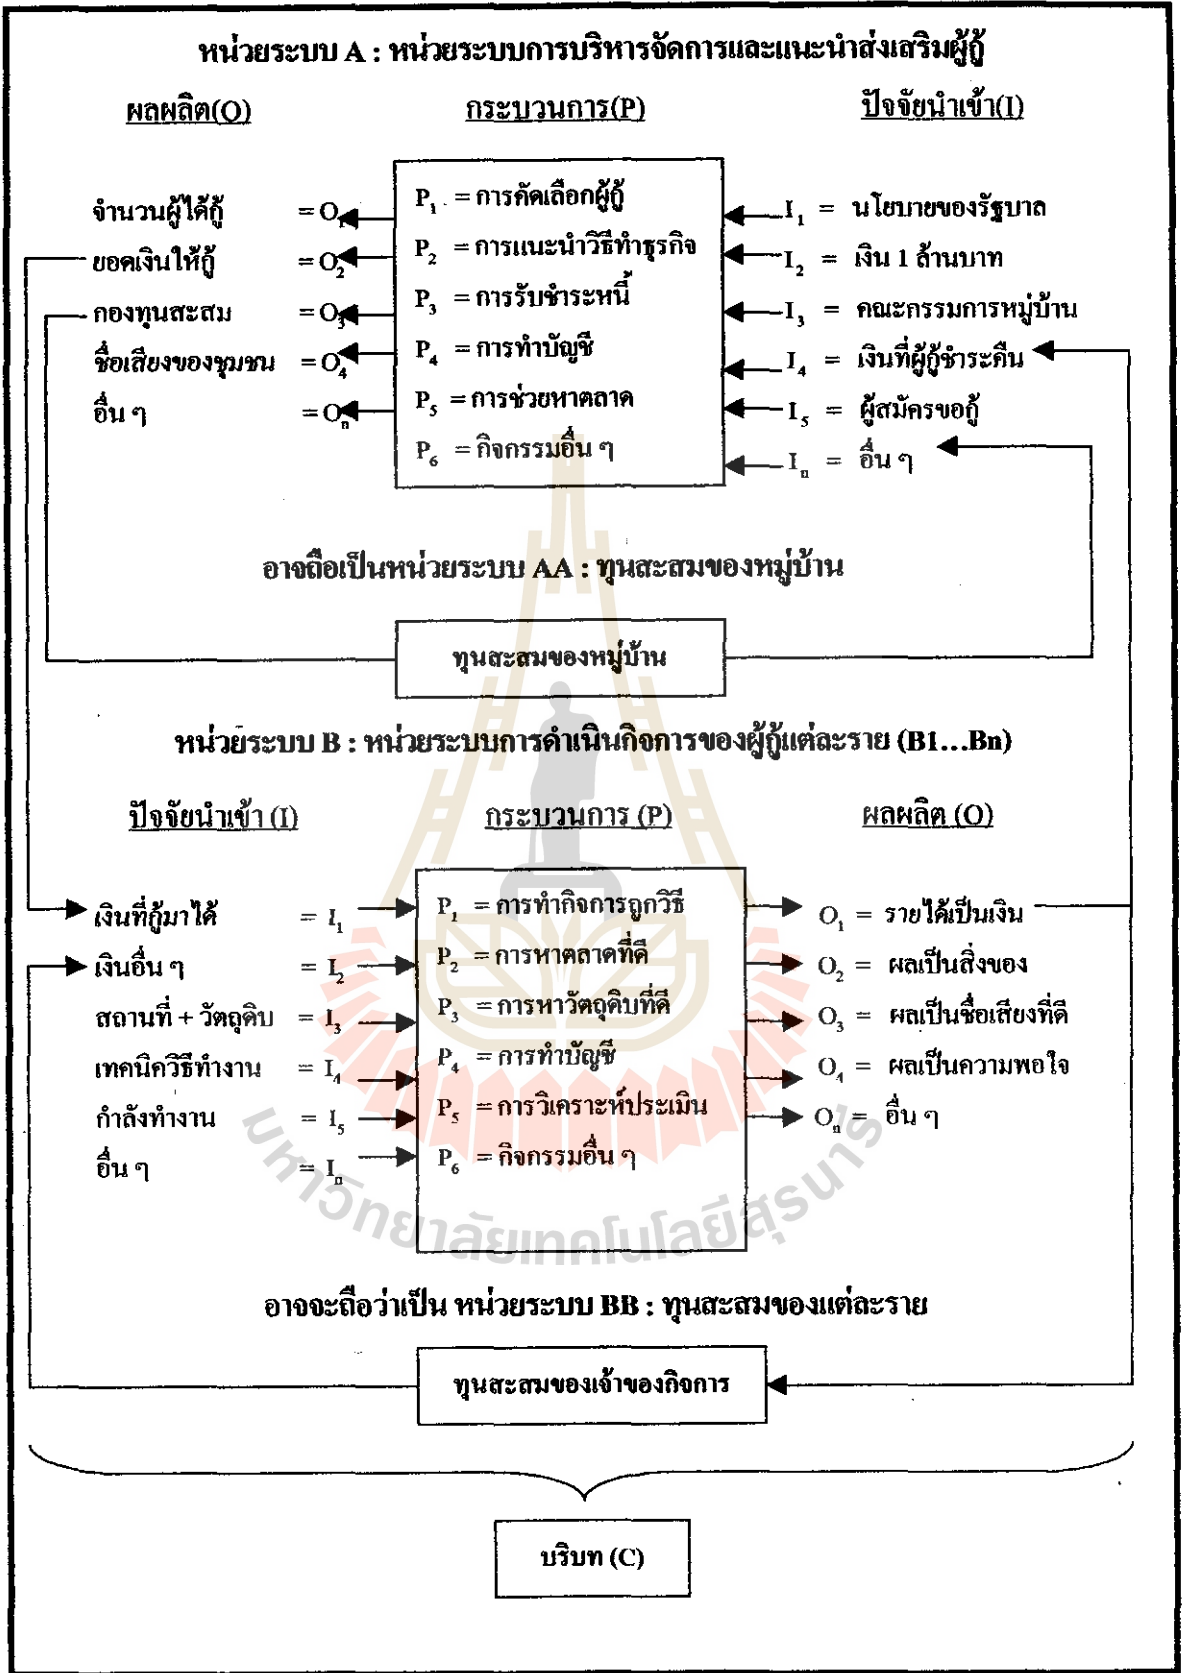 หน่วยระบบ A : หน่วยระบบการบริหารจัดการและแนะนำส่งเสริมผู้กู้
ผลผลิต(O) กระบวนการ(P) ปัจจัยนำเข้า(I)
จำนวนผู้ได้กู้ = O1 P1 = การคัดเลือกผู้กู้ I1 = นโยบายของรัฐบาล
ยอดเงินให้กู้ = O2 P2 = การแนะนำวิธีทำธุรกิจ I2 = เงิน 1 ล้านบาท
กองทุนสะสม = O3 P3 = การรับชำระหนี้ I3 = คณะกรรมการหมู่บ้าน
ชื่อเสียงของชุมชน = O4 P4 = การทำบัญชี I4 = เงินที่ผู้กู้ชำระคืน
อื่น ๆ = On P5 = การช่วยหาตลาด I5 = ผู้สมัครขอกู้
P6 = กิจกรรมอื่น ๆ In = อื่น ๆ
อาจถือเป็นหน่วยระบบ AA : ทุนสะสมของหมู่บ้าน
ทุนสะสมของหมู่บ้าน
หน่วยระบบ B : หน่วยระบบการดำเนินกิจการของผู้กู้แต่ละราย (B1...Bn)
ปัจจัยนำเข้า (I) กระบวนการ (P) ผลผลิต (O)
เงินที่กู้มาได้ = I1 P1 = การทำกิจการถูกวิธี O1 = รายได้เป็นเงิน
เงินอื่น ๆ = I2 P2 = การหาตลาดที่ดี O2 = ผลเป็นสิ่งของ
สถานที่ + วัตถุดิบ = I3 P3 = การหาวัตถุดิบที่ดี O3 = ผลเป็นชื่อเสียงที่ดี
เทคนิควิธีทำงาน = I4 P4 = การทำบัญชี O4 = ผลเป็นความพอใจ
กำลังทำงาน = I5 P5 = การวิเคราะห์ประเมิน On = อื่น ๆ
อื่น ๆ = In P6 = กิจกรรมอื่น ๆ
มหาวิทยาลัยเทคโนโลยีสุรนารี
อาจจะถือว่าเป็น หน่วยระบบ BB : ทุนสะสมของแต่ละราย
ทุนสะสมของเจ้าของกิจการ
บริบท (C)